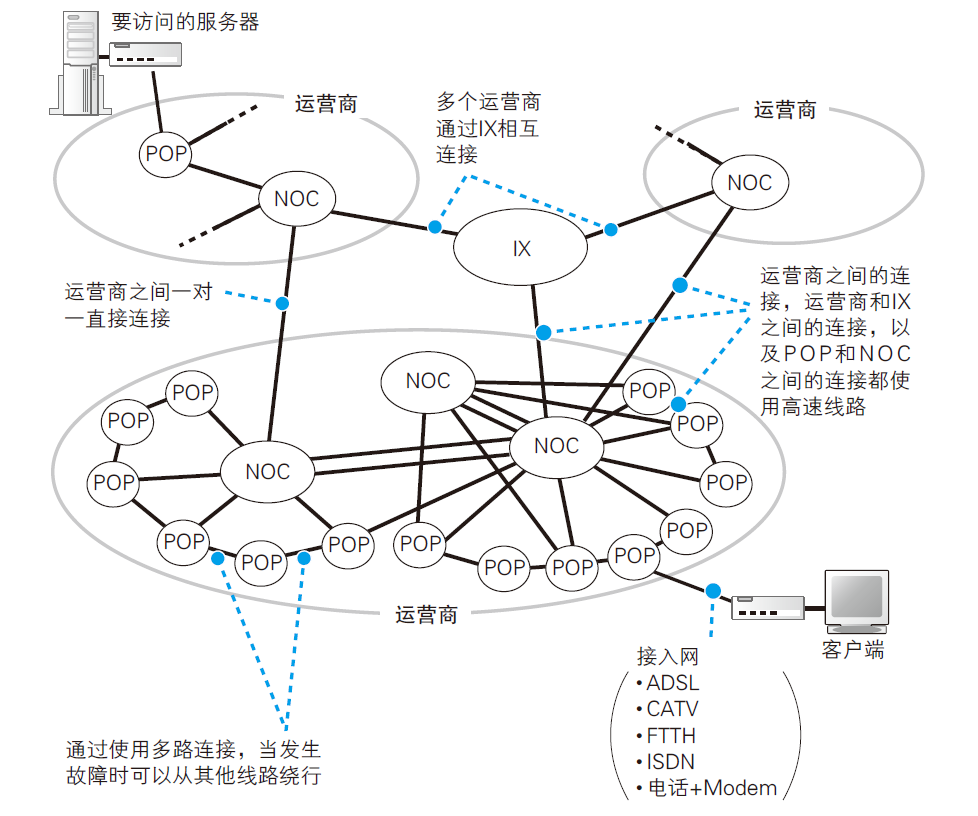 要访问的服务器
运营商
多个运营商
通过IX相互
连接
运营商
POP
NOC
NOC
IX
运营商之间一对
一直接连接
运营商之间的连
接，运营商和IX
之间的连接，以
及POP和NOC
之间的连接都使
用高速线路
NOC
POP
POP
POP
POP
NOC
NOC
POP
POP
POP
POP
POP
POP
POP
POP
POP
POP
POP
运营商
客户端
接入网
•ADSL
•CATV
•FTTH
•ISDN
•电话+Modem
通过使用多路连接，当发生
故障时可以从其他线路绕行